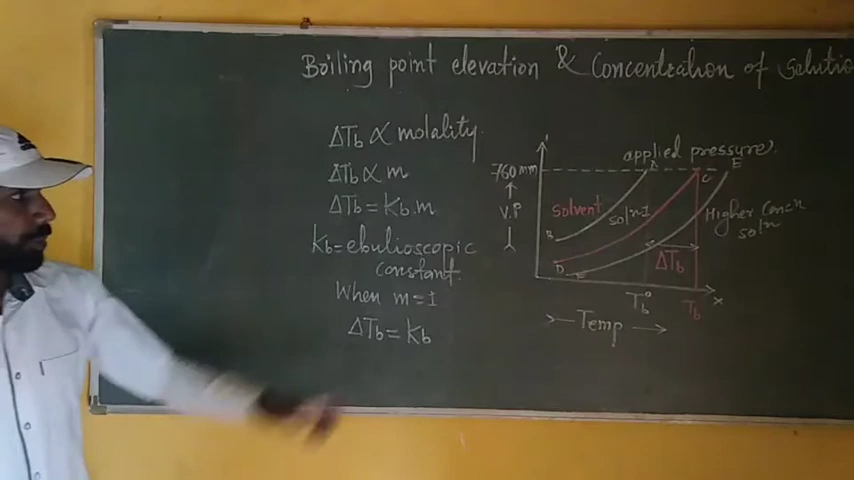 Boiling point elevation & Concentration of Solutio
ΔTb ∝ molality.
ΔTb ∝ m
ΔTb = Kb.m
Kb = ebulioscopic
constant.
When m = 1
ΔTb = Kb
applied pressure.
760 mm
A
C
E
V.P
solvent
soln I
Higher Concn
soln
B
D
ΔTb
Tb°
Tb
x
Temp